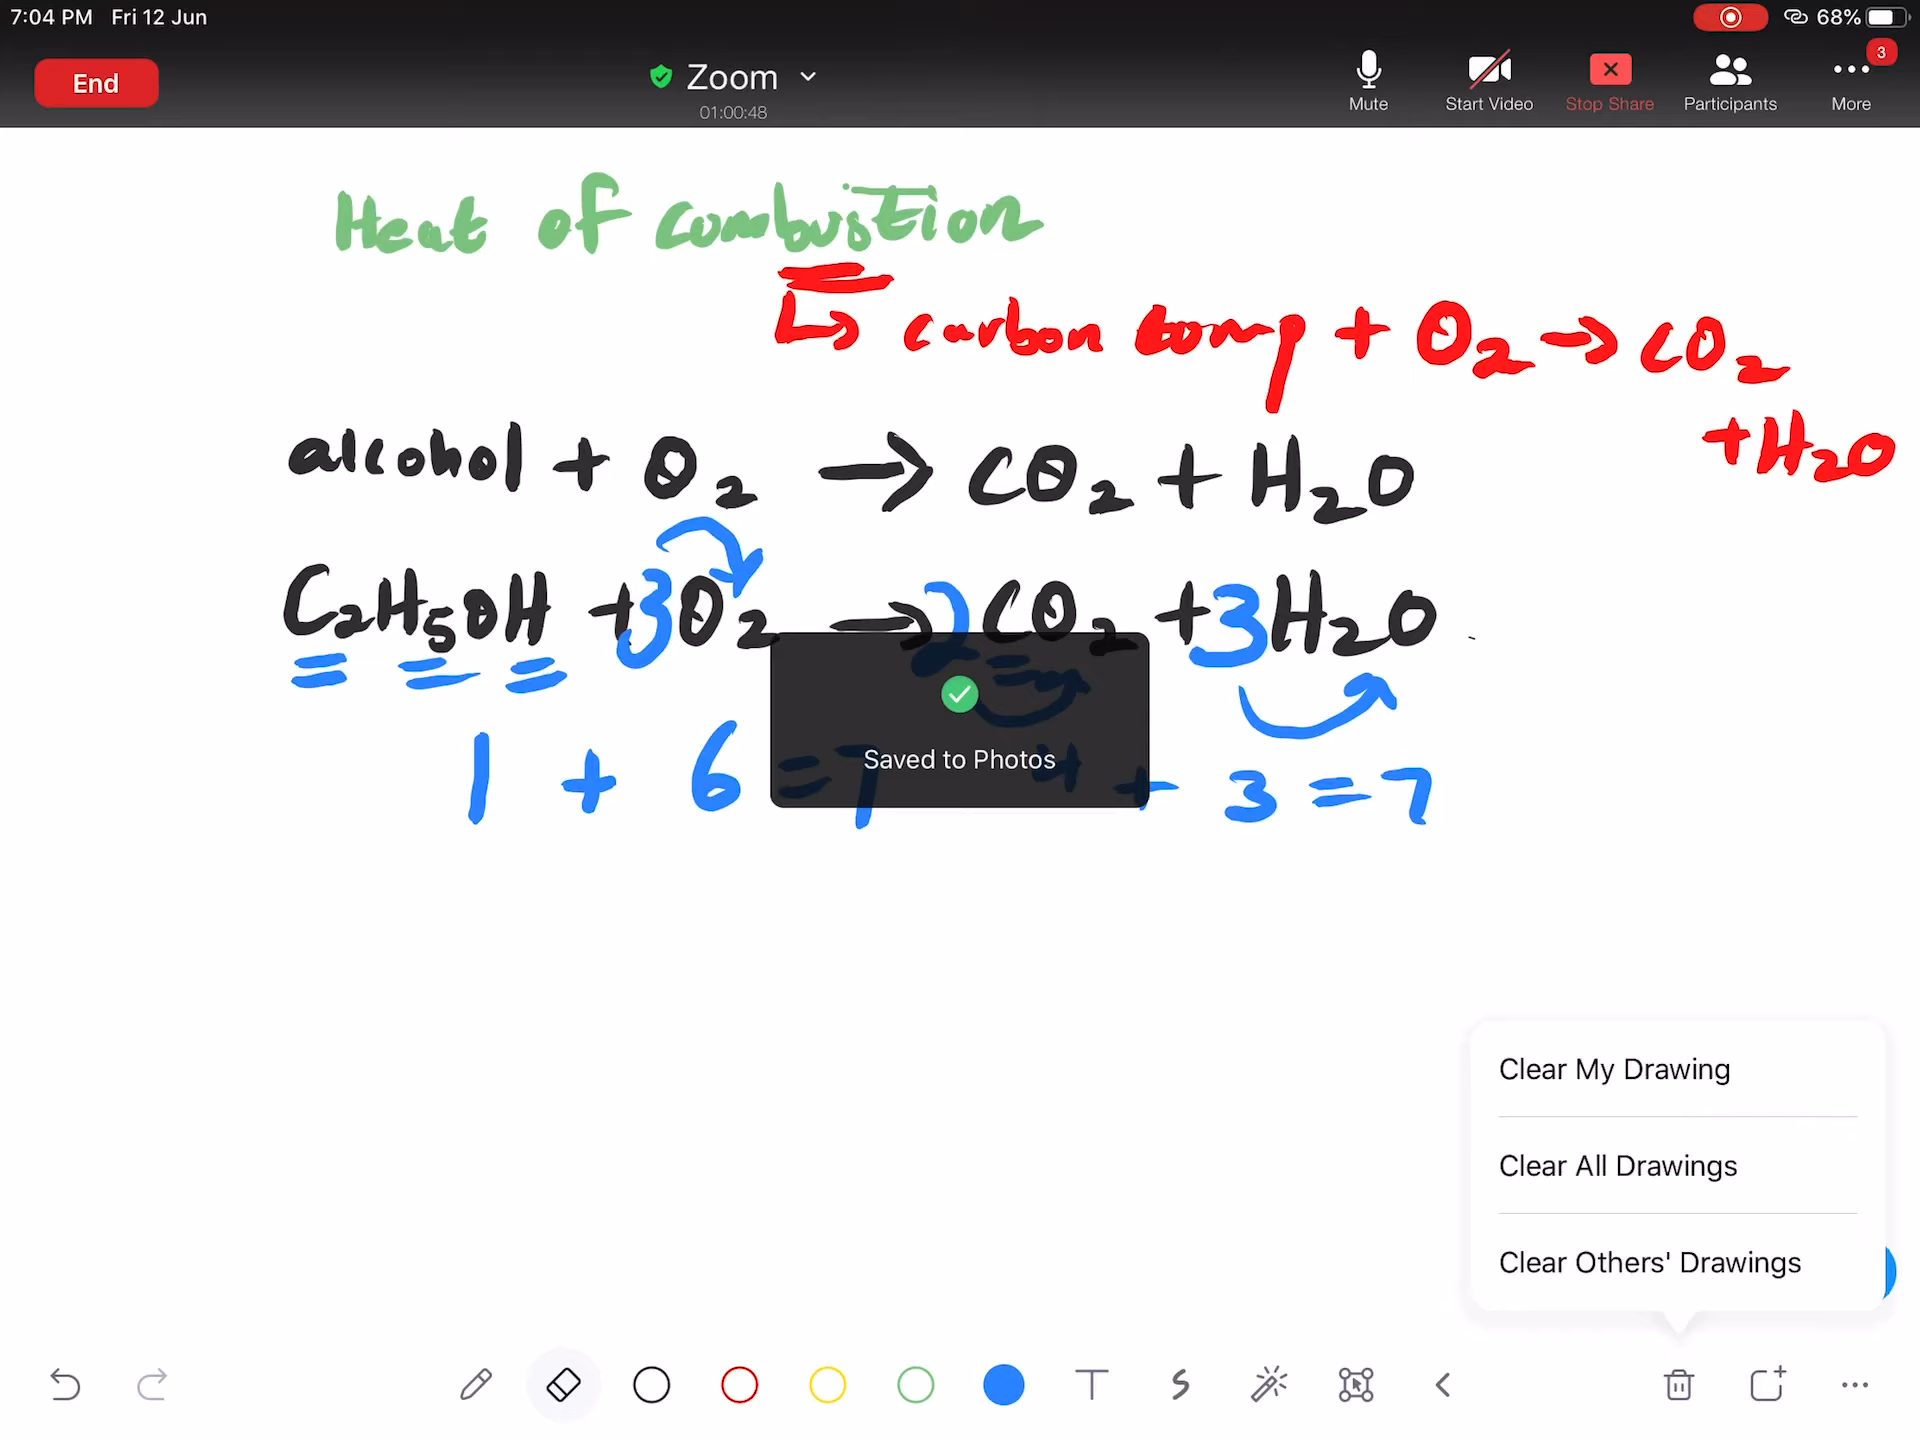 7:04 PM Fri 12 Jun
68%
End
Zoom
01:00:48
Mute
Start Video
Stop Share
Participants
3
More
Heat of combustion
↳ carbon comp + O2 → CO2
+ H2O
alcohol + O2 → CO2 + H2O
C2H5OH + 3O2 → 2CO2 + 3H2O
1 + 6 = 7 4 + 3 = 7
Saved to Photos
Clear My Drawing
Clear All Drawings
Clear Others' Drawings
T